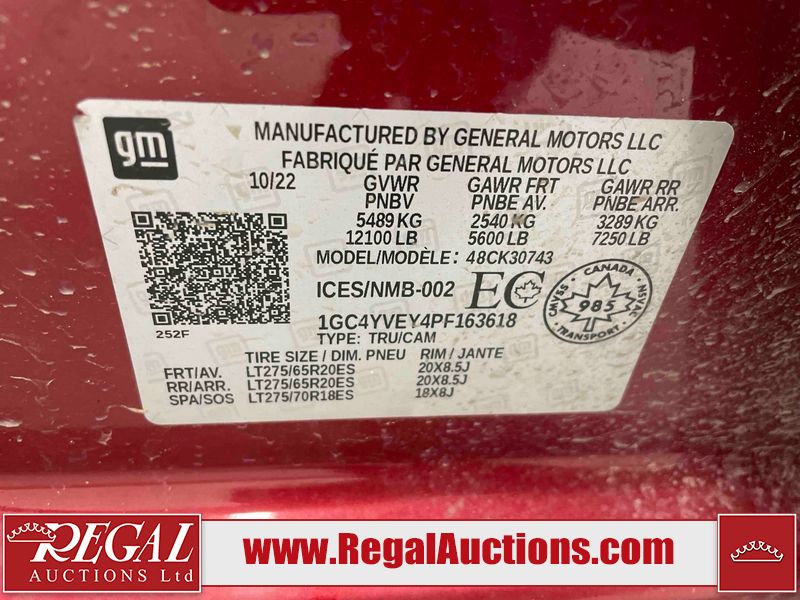 gm
MANUFACTURED BY GENERAL MOTORS LLC
FABRIQUÉ PAR GENERAL MOTORS LLC
10/22 GVWR GAWR FRT GAWR RR
PNBV PNBE AV. PNBE ARR.
5489 KG 2540 KG 3289 KG
12100 LB 5600 LB 7250 LB
MODEL/MODÈLE: 48CK30743
ICES/NMB-002 EC
CANADA
NSVAC
985
TRANSPORT
1GC4YVEY4PF163618
252F
TYPE: TRU/CAM
TIRE SIZE / DIM. PNEU RIM / JANTE
FRT/AV. LT275/65R20ES 20X8.5J
RR/ARR. LT275/65R20ES 20X8.5J
SPA/SOS LT275/70R18ES 18X8J
REGAL
AUCTIONS Ltd
www.RegalAuctions.com